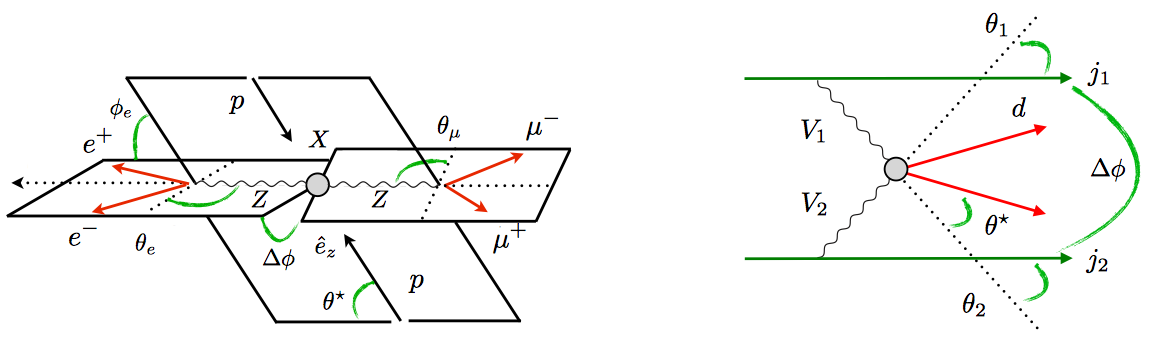 p
ϕ_e
e^+
X
θ_μ
μ^-
Z
Z
e^-
θ_e
Δϕ
ê_z
μ^+
θ^⋆
p
θ_1
j_1
d
V_1
Δϕ
V_2
θ^⋆
j_2
θ_2